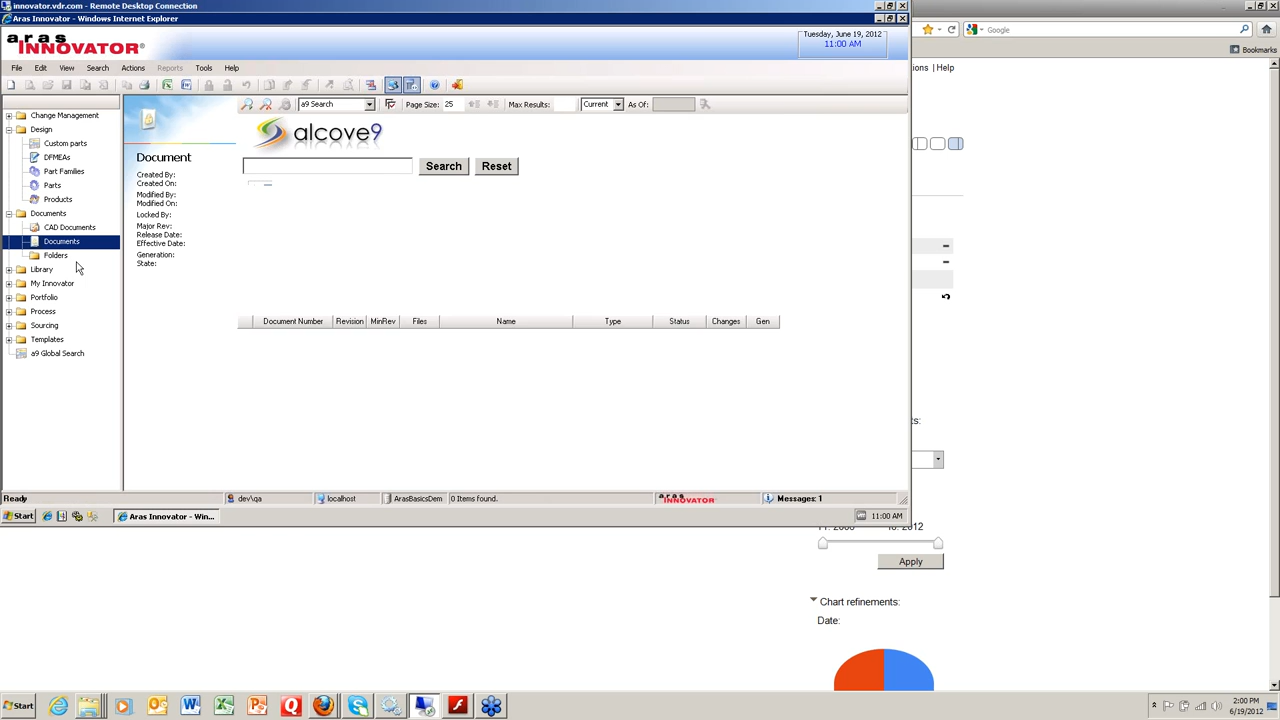 innovator.vdr.com - Remote Desktop Connection
Aras Innovator - Windows Internet Explorer
aras INNOVATOR
Tuesday, June 19, 2012
11:00 AM
File Edit View Search Actions Reports Tools Help
Google
Bookmarks
ions | Help
a9 Search Page Size: 25 Max Results: Current As Of:
Change Management
Design
Custom parts
DFMEAs
Part Families
Parts
Products
Documents
CAD Documents
Documents
Folders
Library
My Innovator
Portfolio
Process
Sourcing
Templates
a9 Global Search
alcove9
Search Reset
Document
Created By:
Created On:
Modified By:
Modified On:
Locked By:
Major Rev:
Release Date:
Effective Date:
Generation:
State:
Document Number Revision MinRev Files Name Type Status Changes Gen
ts:
Ready dev\qa localhost ArasBasicsDem 0 Items found. aras INNOVATOR Messages: 1
Start Aras Innovator - Win... 11:00 AM
Apply
Chart refinements:
Date:
Start 2:00 PM
6/19/2012